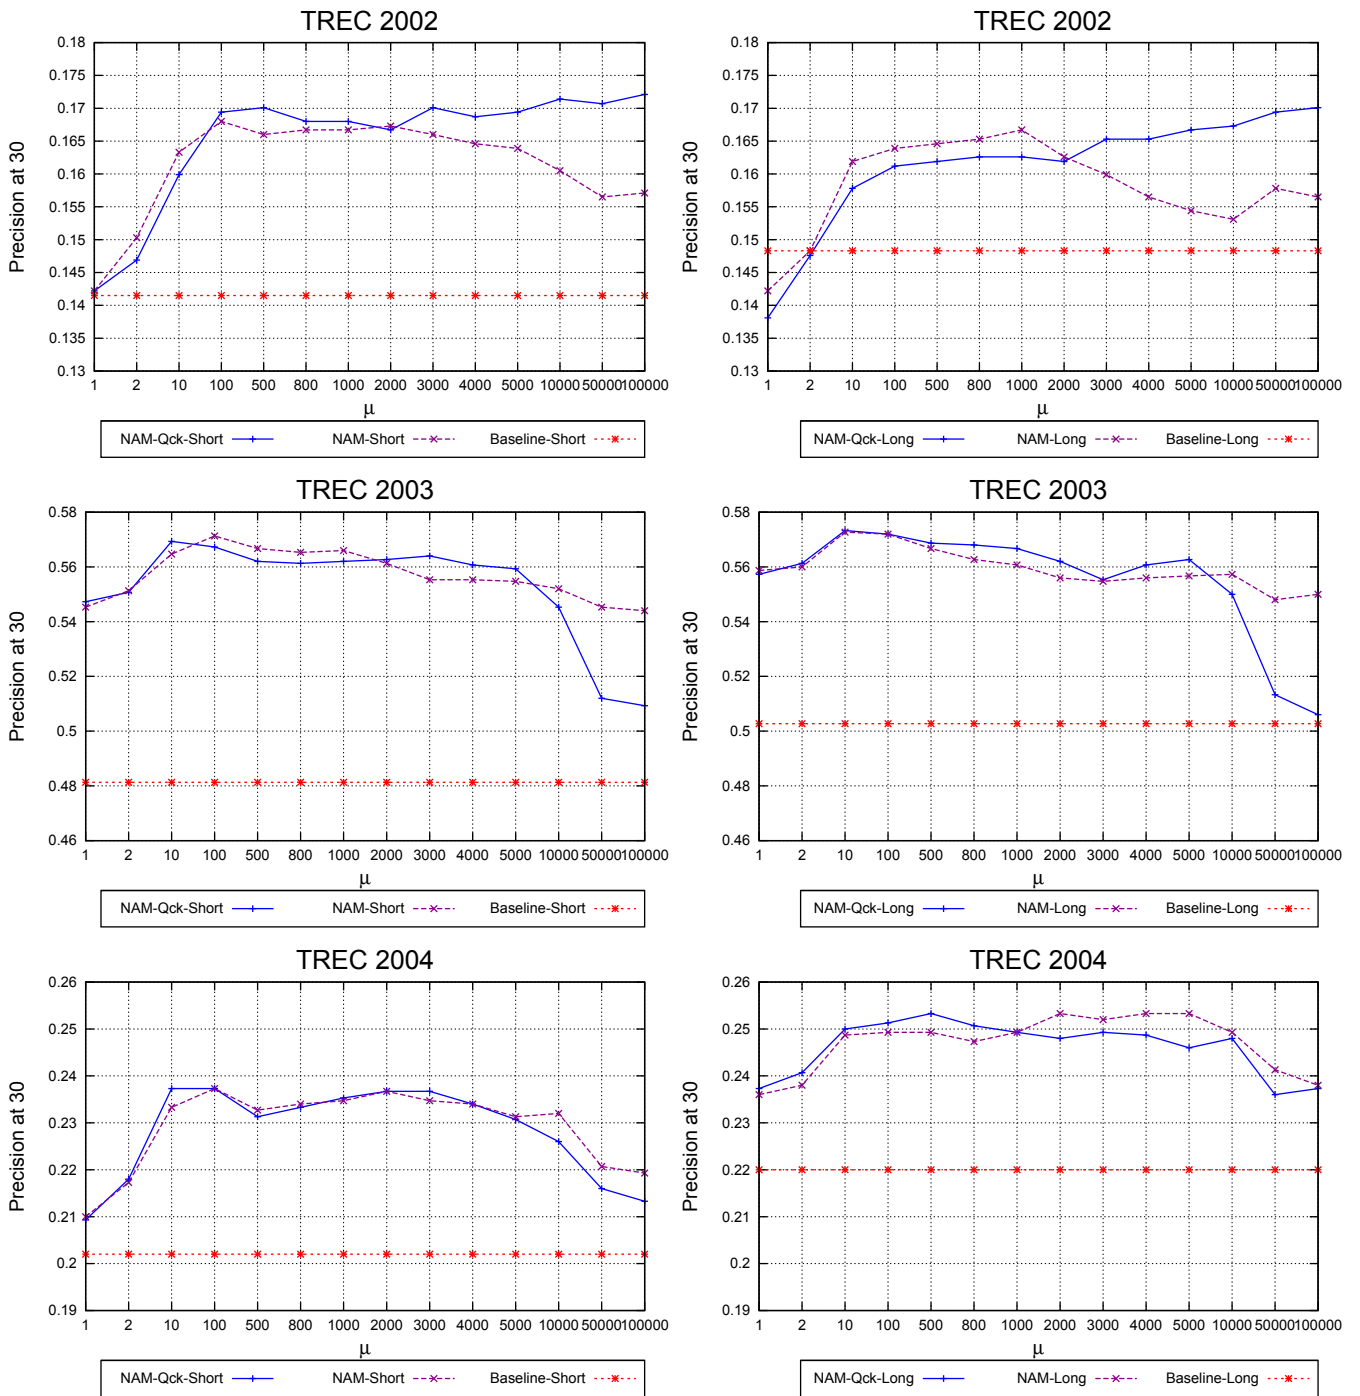 TREC 2002
0.18
0.175
0.17
0.165
0.16
0.155
0.15
0.145
0.14
0.135
0.13
Precision at 30
1 2 10 100 500 800 1000 2000 3000 4000 5000 10000 50000 100000
μ
NAM-Qck-Short NAM-Short Baseline-Short
TREC 2002
0.18
0.175
0.17
0.165
0.16
0.155
0.15
0.145
0.14
0.135
0.13
Precision at 30
1 2 10 100 500 800 1000 2000 3000 4000 5000 10000 50000 100000
μ
NAM-Qck-Long NAM-Long Baseline-Long
TREC 2003
0.58
0.56
0.54
0.52
0.5
0.48
0.46
Precision at 30
1 2 10 100 500 800 1000 2000 3000 4000 5000 10000 50000 100000
μ
NAM-Qck-Short NAM-Short Baseline-Short
TREC 2003
0.58
0.56
0.54
0.52
0.5
0.48
0.46
Precision at 30
1 2 10 100 500 800 1000 2000 3000 4000 5000 10000 50000 100000
μ
NAM-Qck-Long NAM-Long Baseline-Long
TREC 2004
0.26
0.25
0.24
0.23
0.22
0.21
0.2
0.19
Precision at 30
1 2 10 100 500 800 1000 2000 3000 4000 5000 10000 50000 100000
μ
NAM-Qck-Short NAM-Short Baseline-Short
TREC 2004
0.26
0.25
0.24
0.23
0.22
0.21
0.2
0.19
Precision at 30
1 2 10 100 500 800 1000 2000 3000 4000 5000 10000 50000 100000
μ
NAM-Qck-Long NAM-Long Baseline-Long